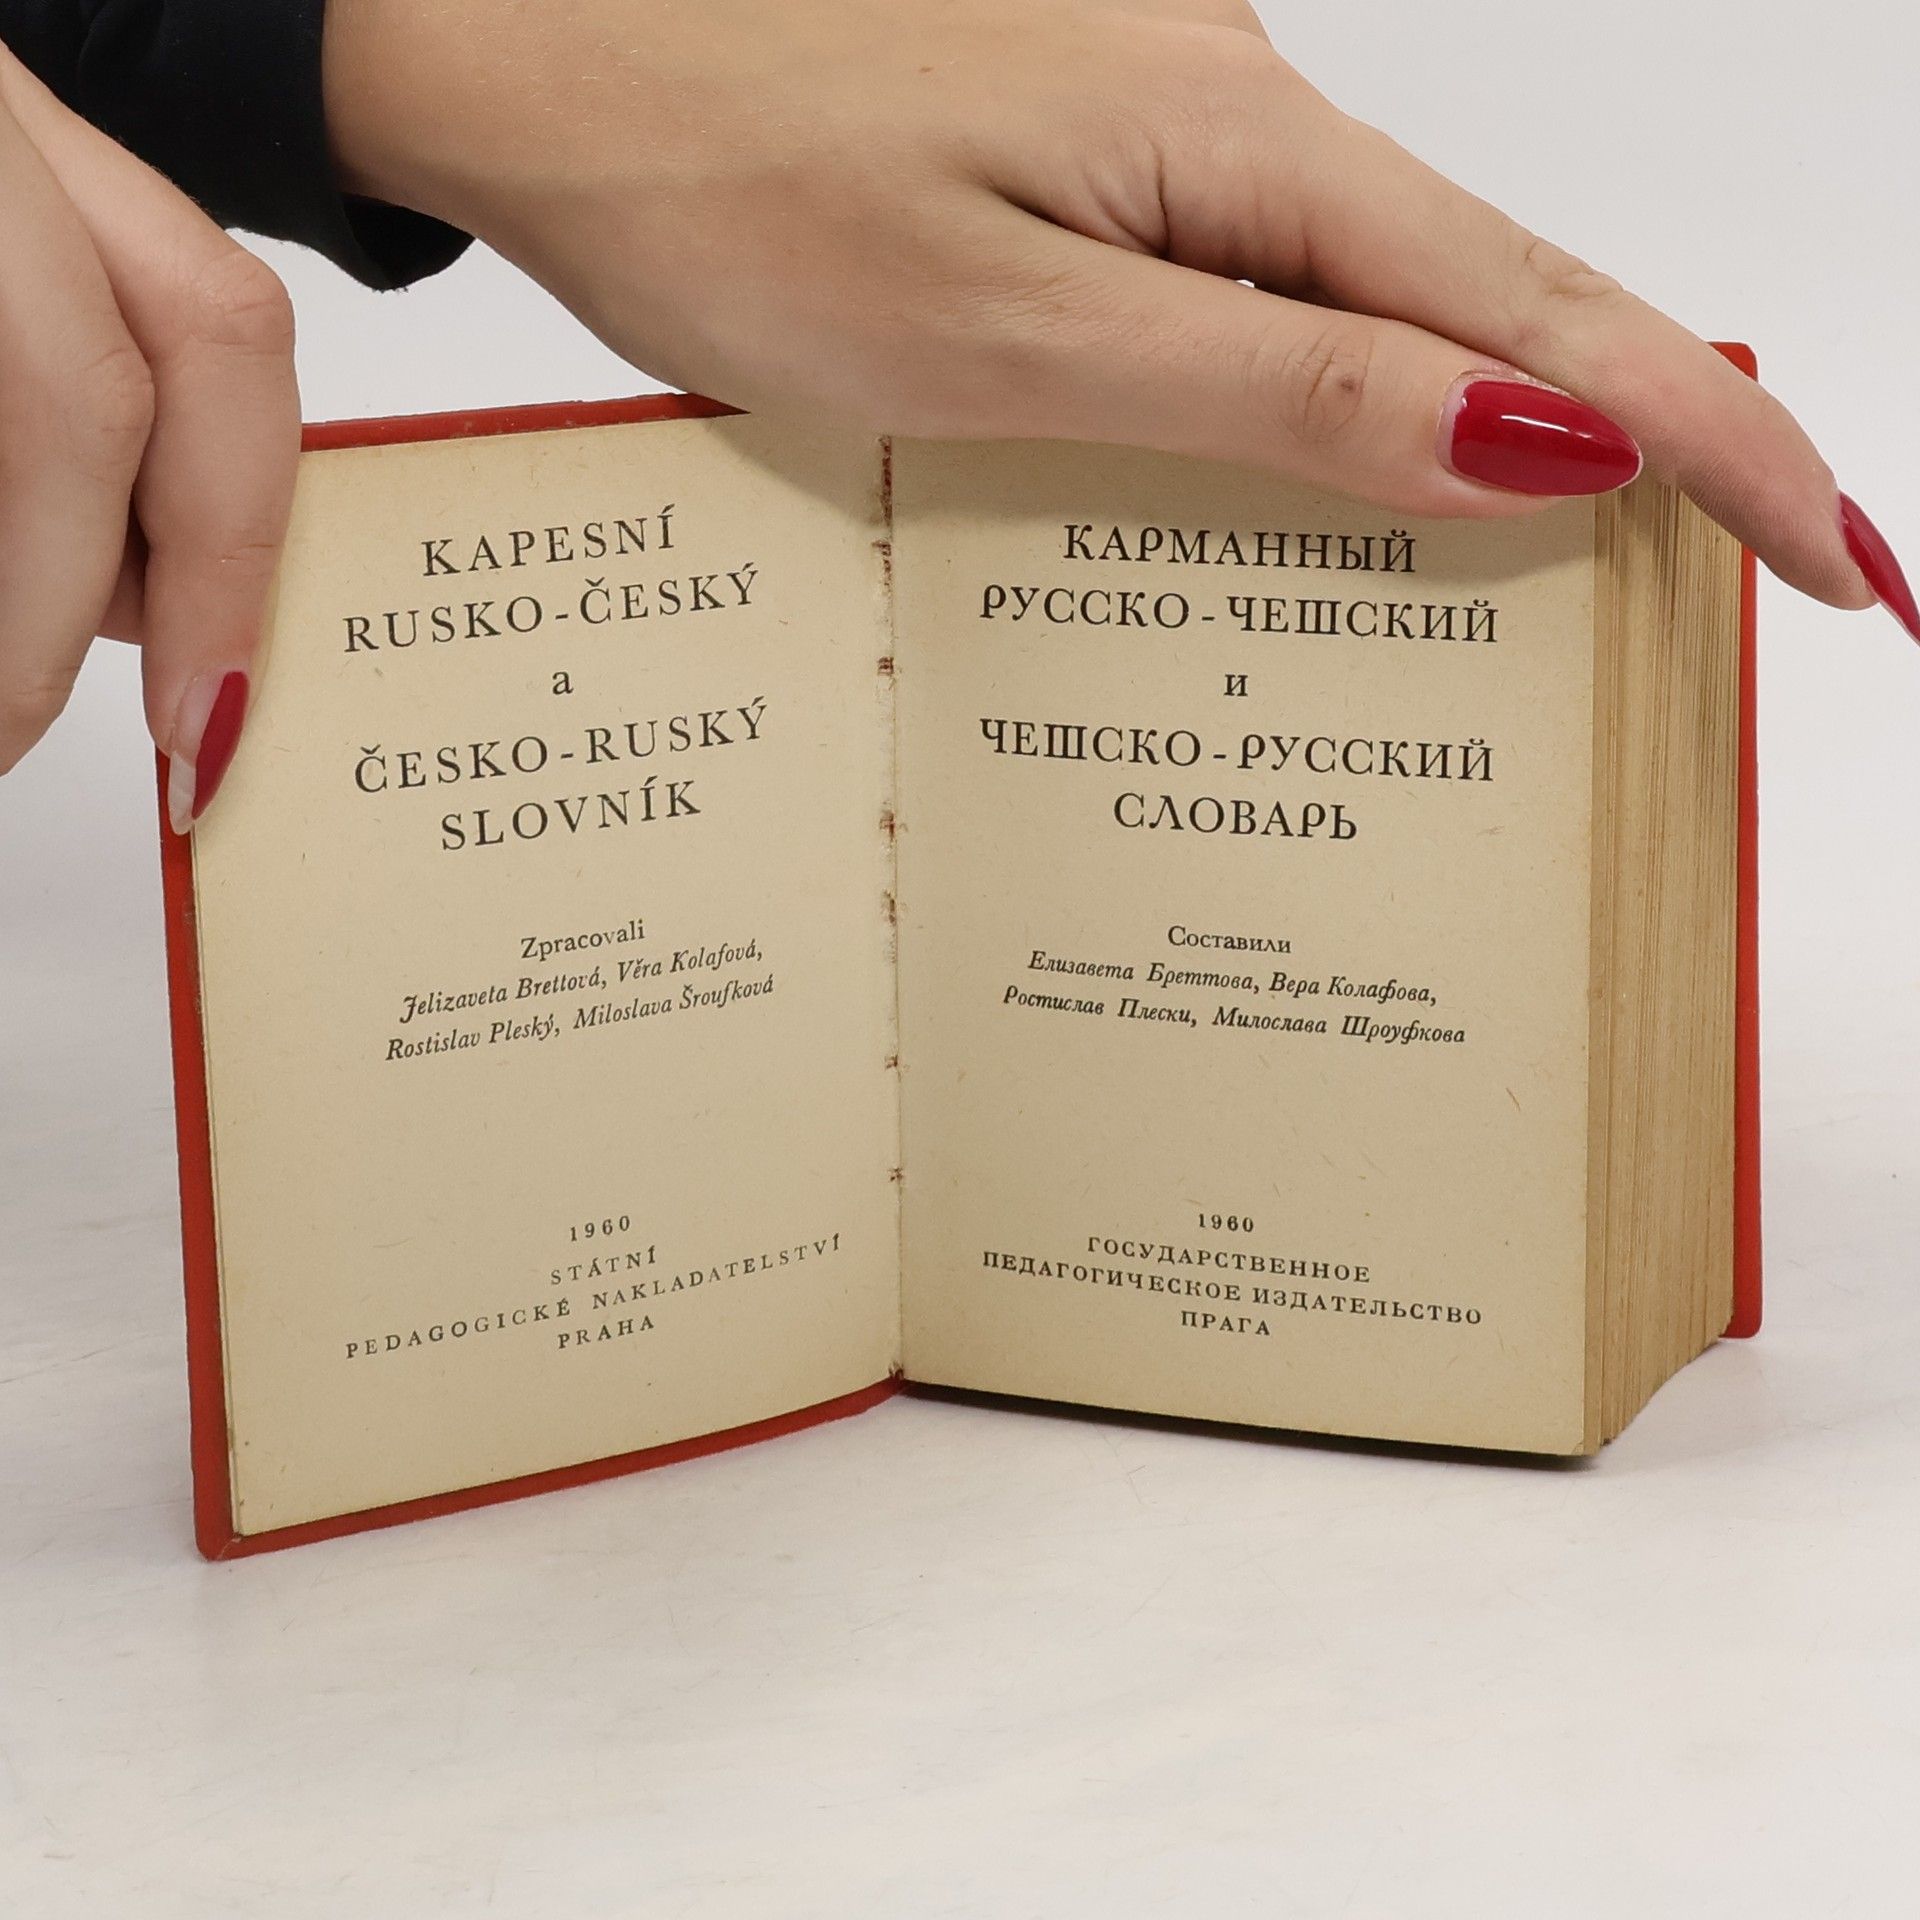 KAPESNÍ
RUSKO-ČESKÝ
a
ČESKO-RUSKÝ
SLOVNÍK
Zpracovali
Jelizaveta Brettová, Věra Kolafová,
Rostislav Pleský, Miloslava Šroufková
1960
STÁTNÍ
PEDAGOGICKÉ NAKLADATELSTVÍ
PRAHA
КАРМАННЫЙ
РУССКО-ЧЕШСКИЙ
и
ЧЕШСКО-РУССКИЙ
СЛОВАРЬ
Составили
Елизавета Бреттова, Вера Колафова,
Ростислав Плески, Милослава Шроуфкова
1960
ГОСУДАРСТВЕННОЕ
ПЕДАГОГИЧЕСКОЕ ИЗДАТЕЛЬСТВО
ПРАГА